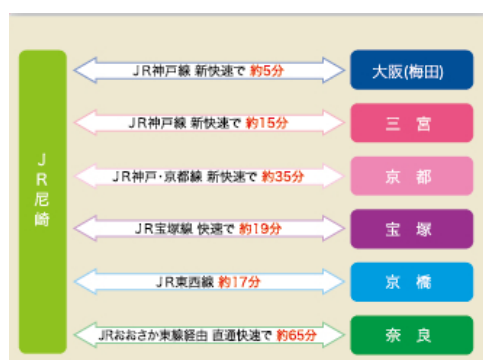 JR尼崎
JR神戸線 新快速で 約5分
大阪(梅田)
JR神戸線 新快速で 約15分
三 宮
JR神戸・京都線 新快速で 約35分
京 都
JR宝塚線 快速で 約19分
宝 塚
JR東西線 約17分
京 橋
JRおおさか東線経由 直通快速で 約65分
奈 良